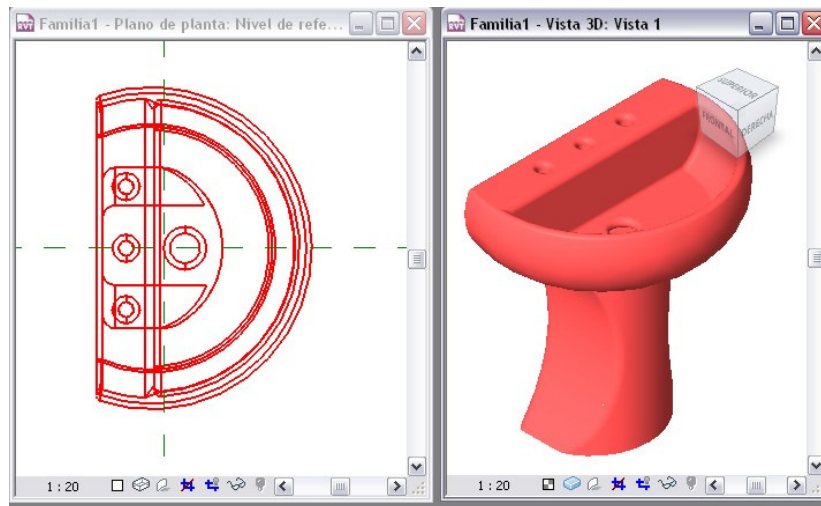 Familia1 - Plano de planta: Nivel de refe...
Familia1 - Vista 3D: Vista 1
SUPERIOR
FRONTAL
DERECHA
1 : 20
1 : 20